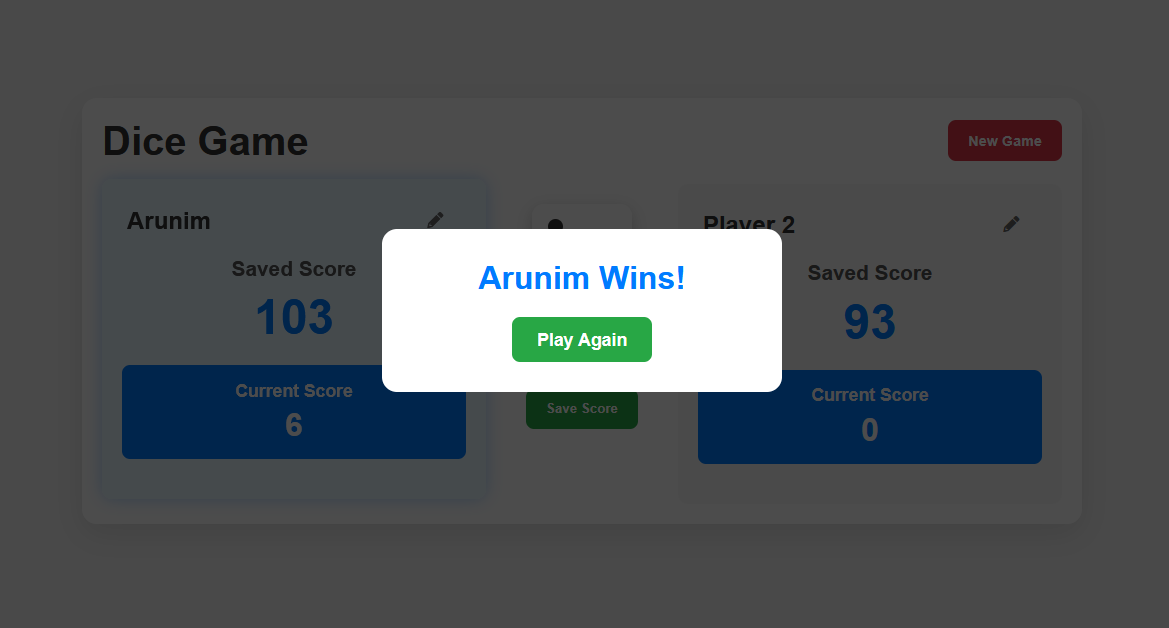 Dice Game
New Game
Arunim
Saved Score
103
Current Score
6
Arunim Wins!
Play Again
Save Score
Player 2
Saved Score
93
Current Score
0